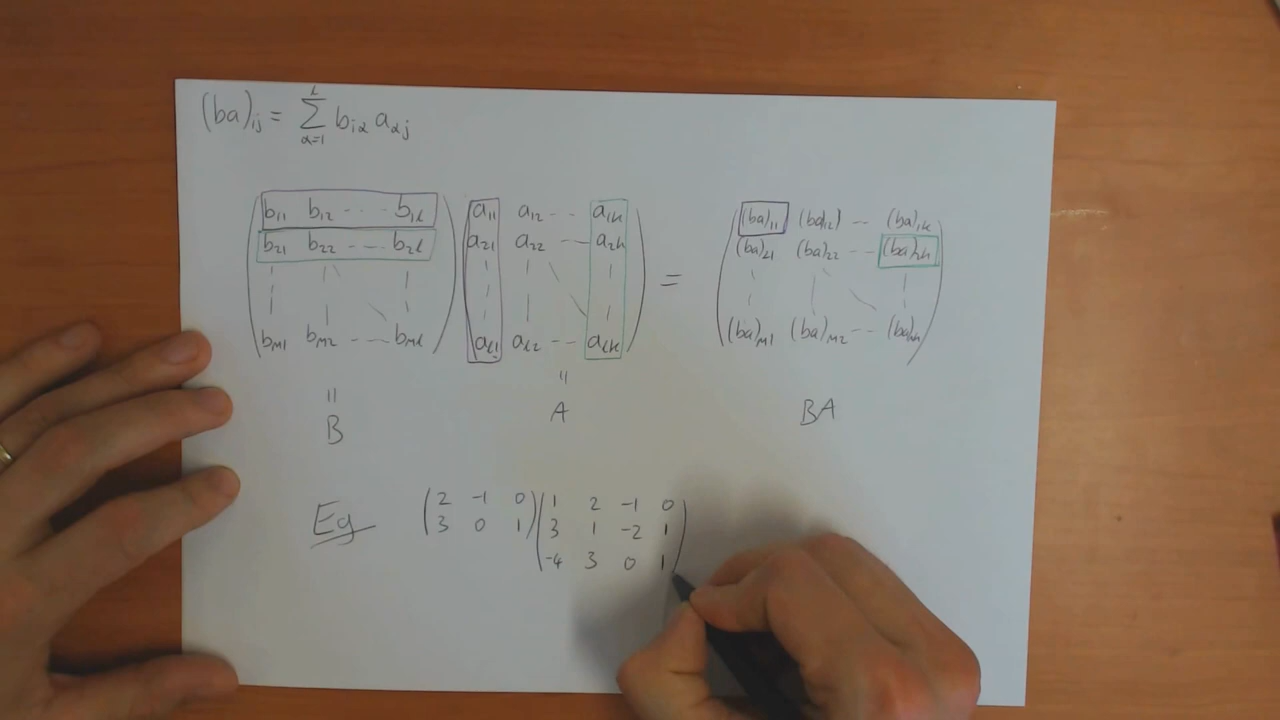 L
(ba)ij = Σ biα aαj
α=1
(b11 b12 - - - b1ℓ) (a11 a12 - - a1k) ((ba)11 (ba)12) -- (ba)1k
b21 b22 - -- - b2ℓ a21 a22 -- a2k = (ba)21 (ba)22 -- (ba)2k
bM1 bM2 - -- - bMℓ aℓ1 aℓ2 - - aℓk (ba)M1 (ba)M2 -- (ba)Mk
= =
B A BA
Eg (2 -1 0) (1 2 -1 0)
3 0 1 3 1 -2 1
-4 3 0 1